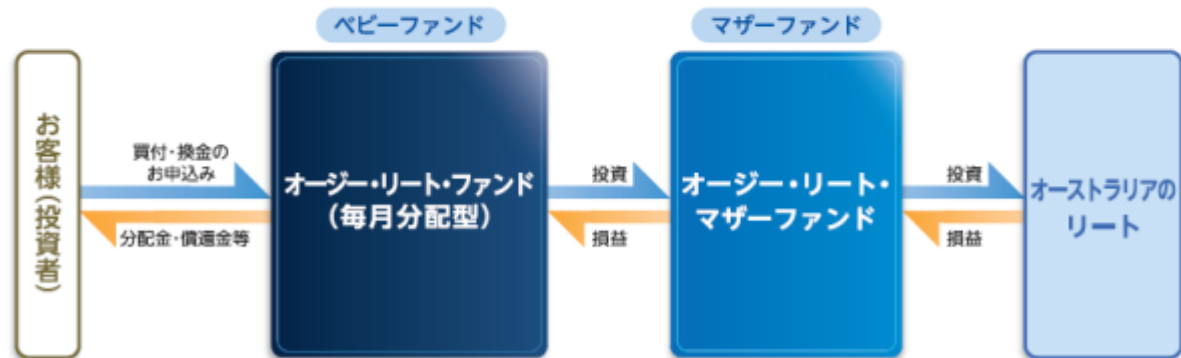 ベビーファンド
マザーファンド
お客様(投資者)
買付・換金の
お申込み
分配金・償還金等
オージー・リート・ファンド
(毎月分配型)
投資
損益
オージー・リート・
マザーファンド
投資
損益
オーストラリアの
リート